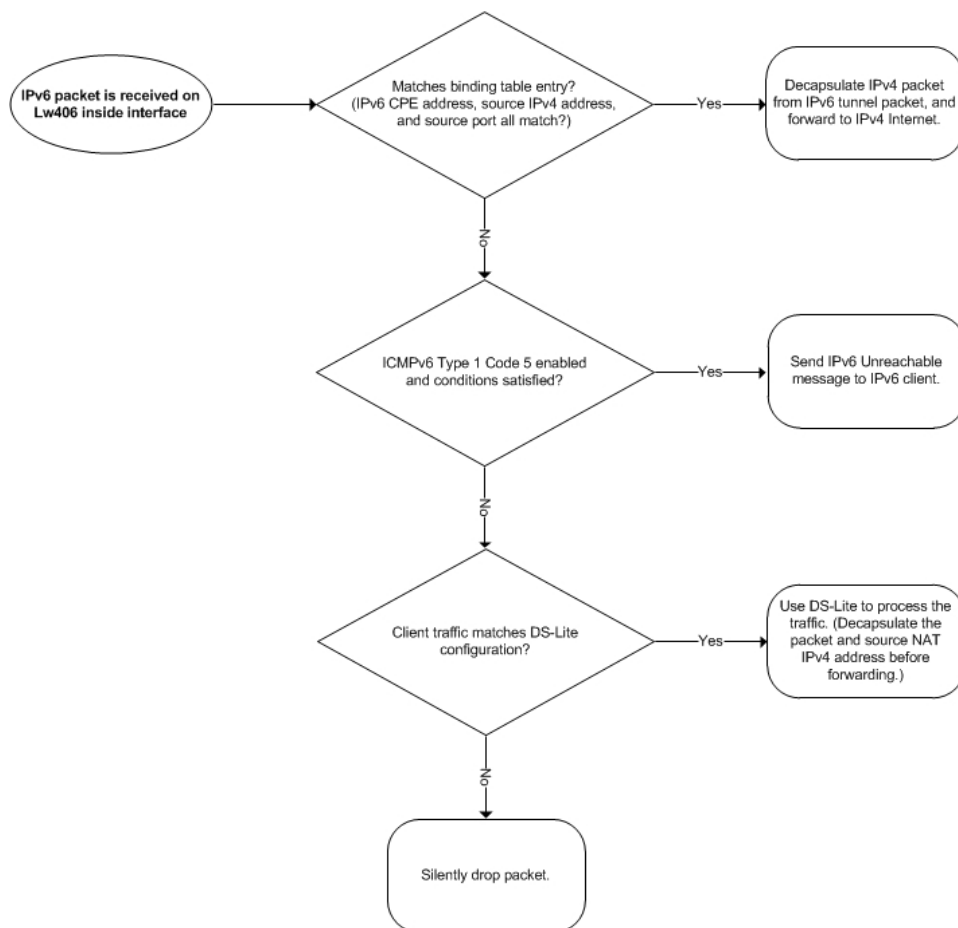 IPv6 packet is received on
Lw406 inside interface
Matches binding table entry?
(IPv6 CPE address, source IPv4 address,
and source port all match?)
Yes
Decapsulate IPv4 packet
from IPv6 tunnel packet, and
forward to IPv4 Internet.
No
ICMPv6 Type 1 Code 5 enabled
and conditions satisfied?
Yes
Send IPv6 Unreachable
message to IPv6 client.
No
Client traffic matches DS-Lite
configuration?
Yes
Use DS-Lite to process the
traffic. (Decapsulate the
packet and source NAT
IPv4 address before
forwarding.)
No
Silently drop packet.